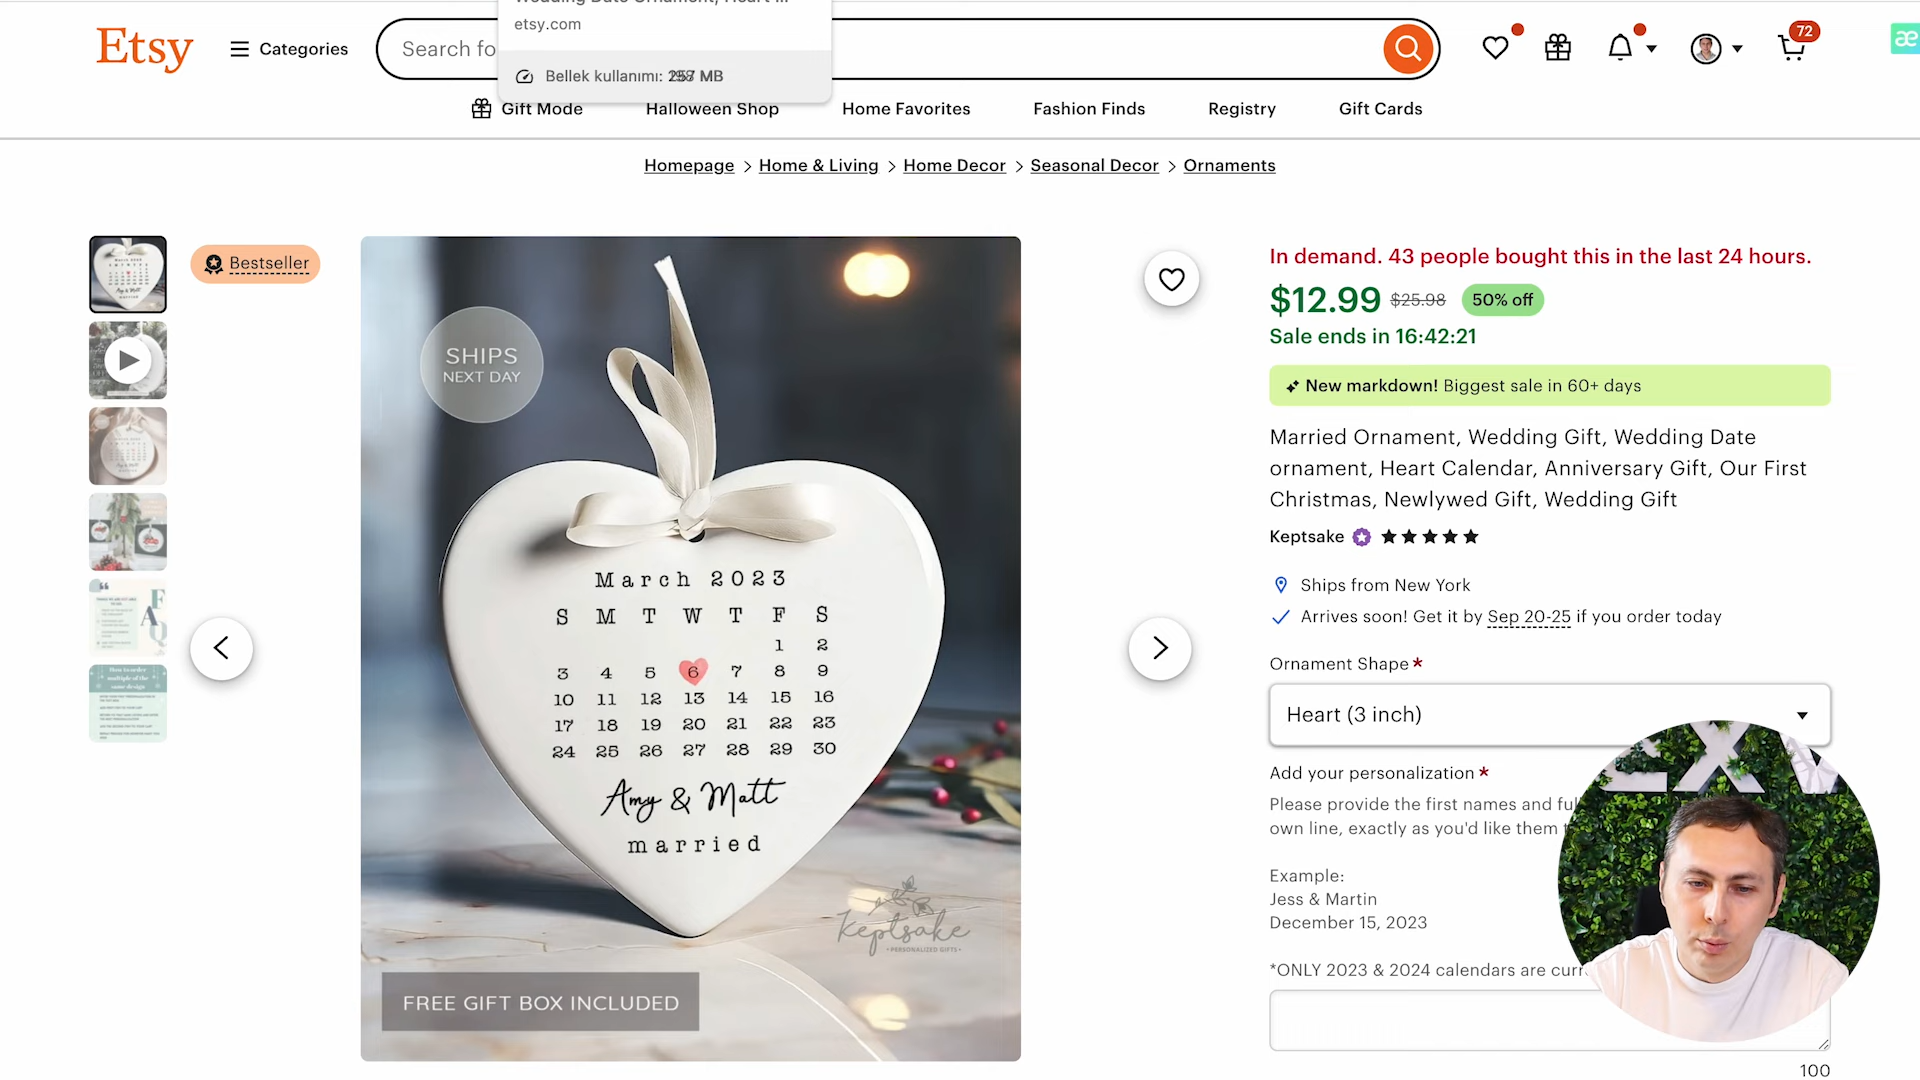 etsy.com
Bellek kullanımı: MB
Etsy
Categories
Search fo
72
Gift Mode
Halloween Shop
Home Favorites
Fashion Finds
Registry
Gift Cards
Homepage > Home & Living > Home Decor > Seasonal Decor > Ornaments
Bestseller
SHIPS
NEXT DAY
March 2023
S M T W T F S
1 2
3 4 5 6 7 8 9
10 11 12 13 14 15 16
17 18 19 20 21 22 23
24 25 26 27 28 29 30
Amy & Matt
married
Keptsake
PERSONALIZED GIFTS
FREE GIFT BOX INCLUDED
In demand. 43 people bought this in the last 24 hours.
$12.99 $25.98 50% off
Sale ends in 16:42:21
New markdown! Biggest sale in 60+ days
Married Ornament, Wedding Gift, Wedding Date
ornament, Heart Calendar, Anniversary Gift, Our First
Christmas, Newlywed Gift, Wedding Gift
Keptsake
Ships from New York
Arrives soon! Get it by Sep 20-25 if you order today
Ornament Shape *
Heart (3 inch)
Add your personalization *
Please provide the first names and ful
own line, exactly as you'd like them
Example:
Jess & Martin
December 15, 2023
*ONLY 2023 & 2024 calendars are curr
100